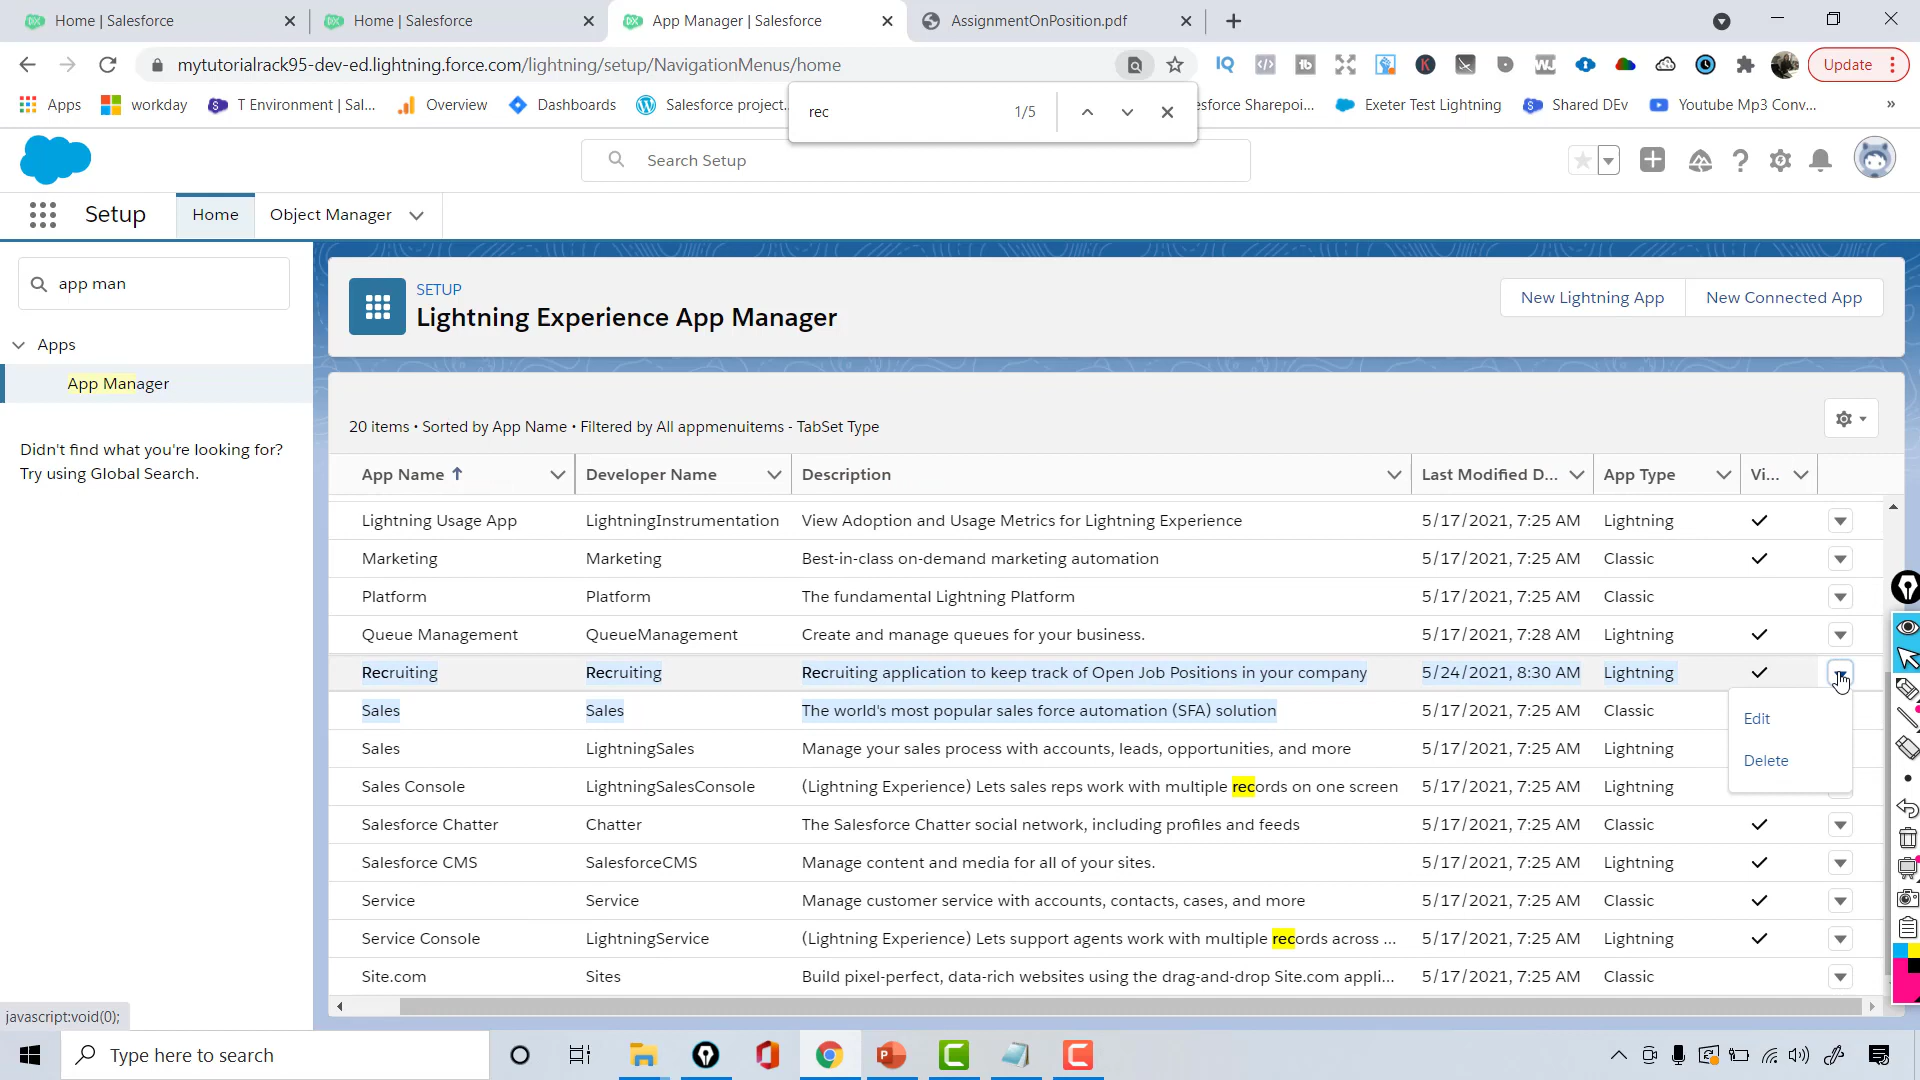 Home | Salesforce
Home | Salesforce
App Manager | Salesforce
AssignmentOnPosition.pdf
mytutorialrack95-dev-ed.lightning.force.com/lightning/setup/NavigationMenus/home
Update
Apps
workday
T Environment | Sal...
Overview
Dashboards
Salesforce project.
esforce Sharepoi...
Exeter Test Lightning
Shared DEv
Youtube Mp3 Conv...
rec
1/5
Search Setup
Setup
Home
Object Manager
app man
Apps
App Manager
Didn't find what you're looking for?
Try using Global Search.
SETUP
Lightning Experience App Manager
New Lightning App
New Connected App
20 items • Sorted by App Name • Filtered by All appmenuitems - TabSet Type
App Name Developer Name Description Last Modified D... App Type Vi...
Lightning Usage App LightningInstrumentation View Adoption and Usage Metrics for Lightning Experience 5/17/2021, 7:25 AM Lightning
Marketing Marketing Best-in-class on-demand marketing automation 5/17/2021, 7:25 AM Classic
Platform Platform The fundamental Lightning Platform 5/17/2021, 7:25 AM Classic
Queue Management QueueManagement Create and manage queues for your business. 5/17/2021, 7:28 AM Lightning
Recruiting Recruiting Recruiting application to keep track of Open Job Positions in your company 5/24/2021, 8:30 AM Lightning
Sales Sales The world's most popular sales force automation (SFA) solution 5/17/2021, 7:25 AM Classic
Edit
Sales LightningSales Manage your sales process with accounts, leads, opportunities, and more 5/17/2021, 7:25 AM Lightning
Delete
Sales Console LightningSalesConsole (Lightning Experience) Lets sales reps work with multiple records on one screen 5/17/2021, 7:25 AM Lightning
Salesforce Chatter Chatter The Salesforce Chatter social network, including profiles and feeds 5/17/2021, 7:25 AM Classic
Salesforce CMS SalesforceCMS Manage content and media for all of your sites. 5/17/2021, 7:25 AM Lightning
Service Service Manage customer service with accounts, contacts, cases, and more 5/17/2021, 7:25 AM Classic
Service Console LightningService (Lightning Experience) Lets support agents work with multiple records across ... 5/17/2021, 7:25 AM Lightning
Site.com Sites Build pixel-perfect, data-rich websites using the drag-and-drop Site.com appli... 5/17/2021, 7:25 AM Classic
javascript:void(0);
Type here to search